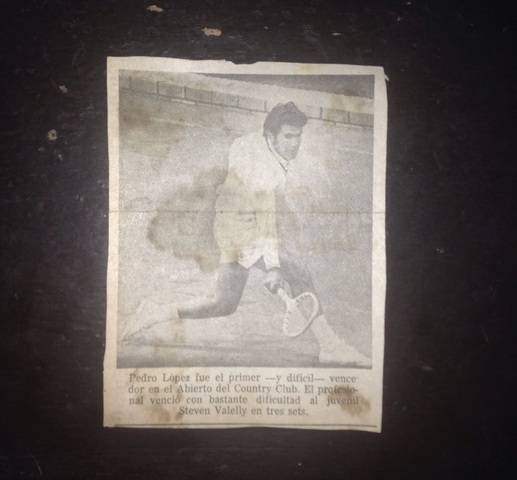 Pedro López fue el primer —y difícil— vence
dor en el Abierto del Country Club. El profesio-
nal venció con bastante dificultad al juvenil
Steven Valelly en tres sets.